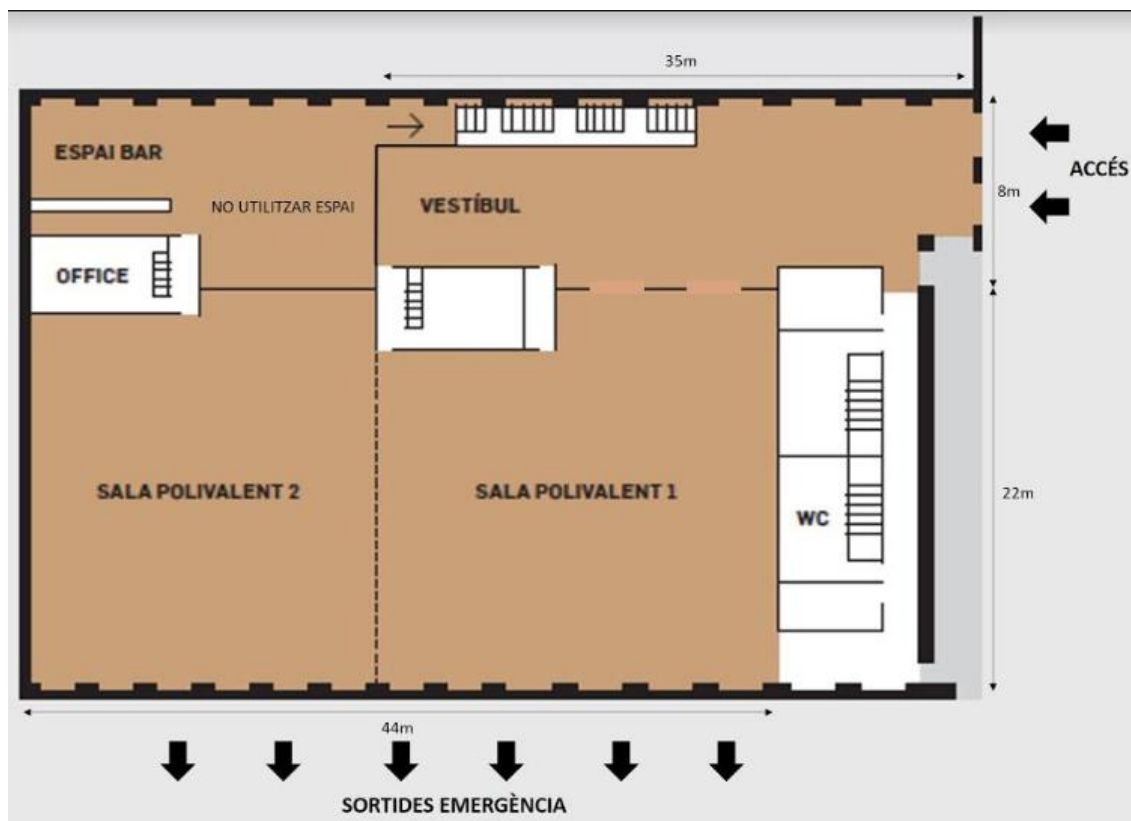 35m
ESPAI BAR
ACCÉS
8m
NO UTILITZAR ESPAI
VESTÍBUL
OFFICE
SALA POLIVALENT 2
SALA POLIVALENT 1
22m
WC
44m
SORTIDES EMERGÈNCIA